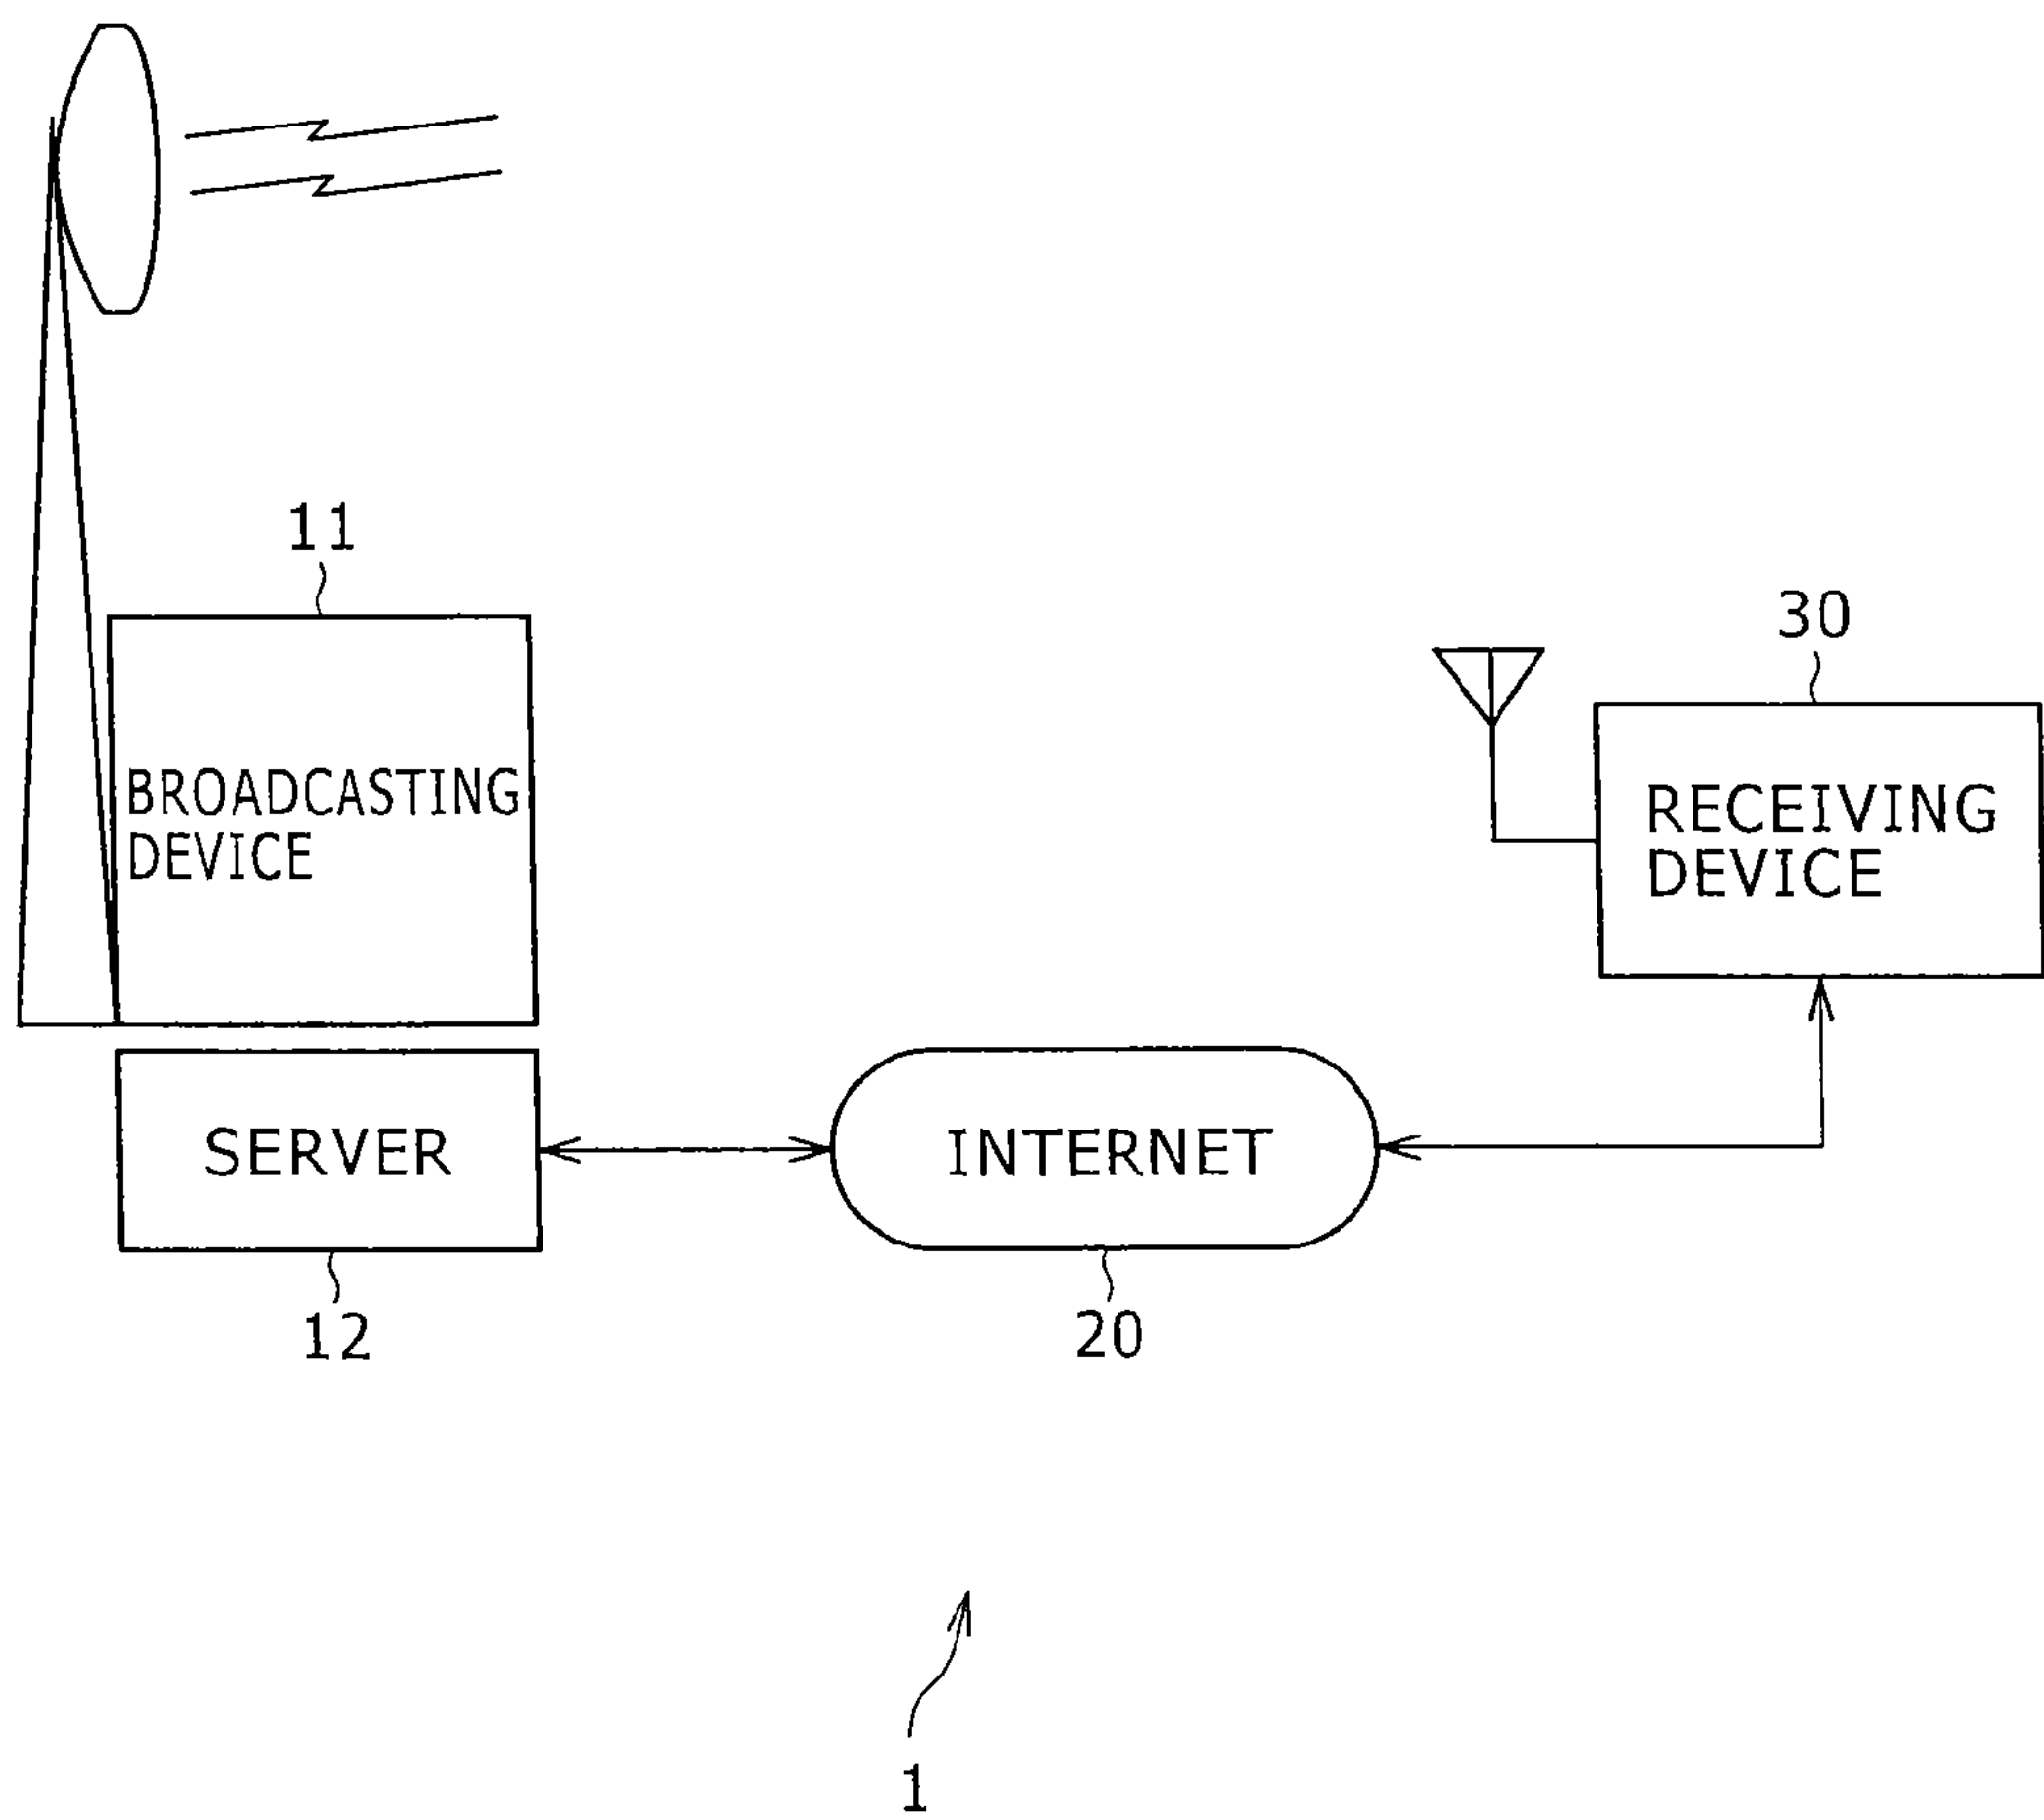 11
30
BROADCASTING
DEVICE
RECEIVING
DEVICE
SERVER
INTERNET
12
20
1